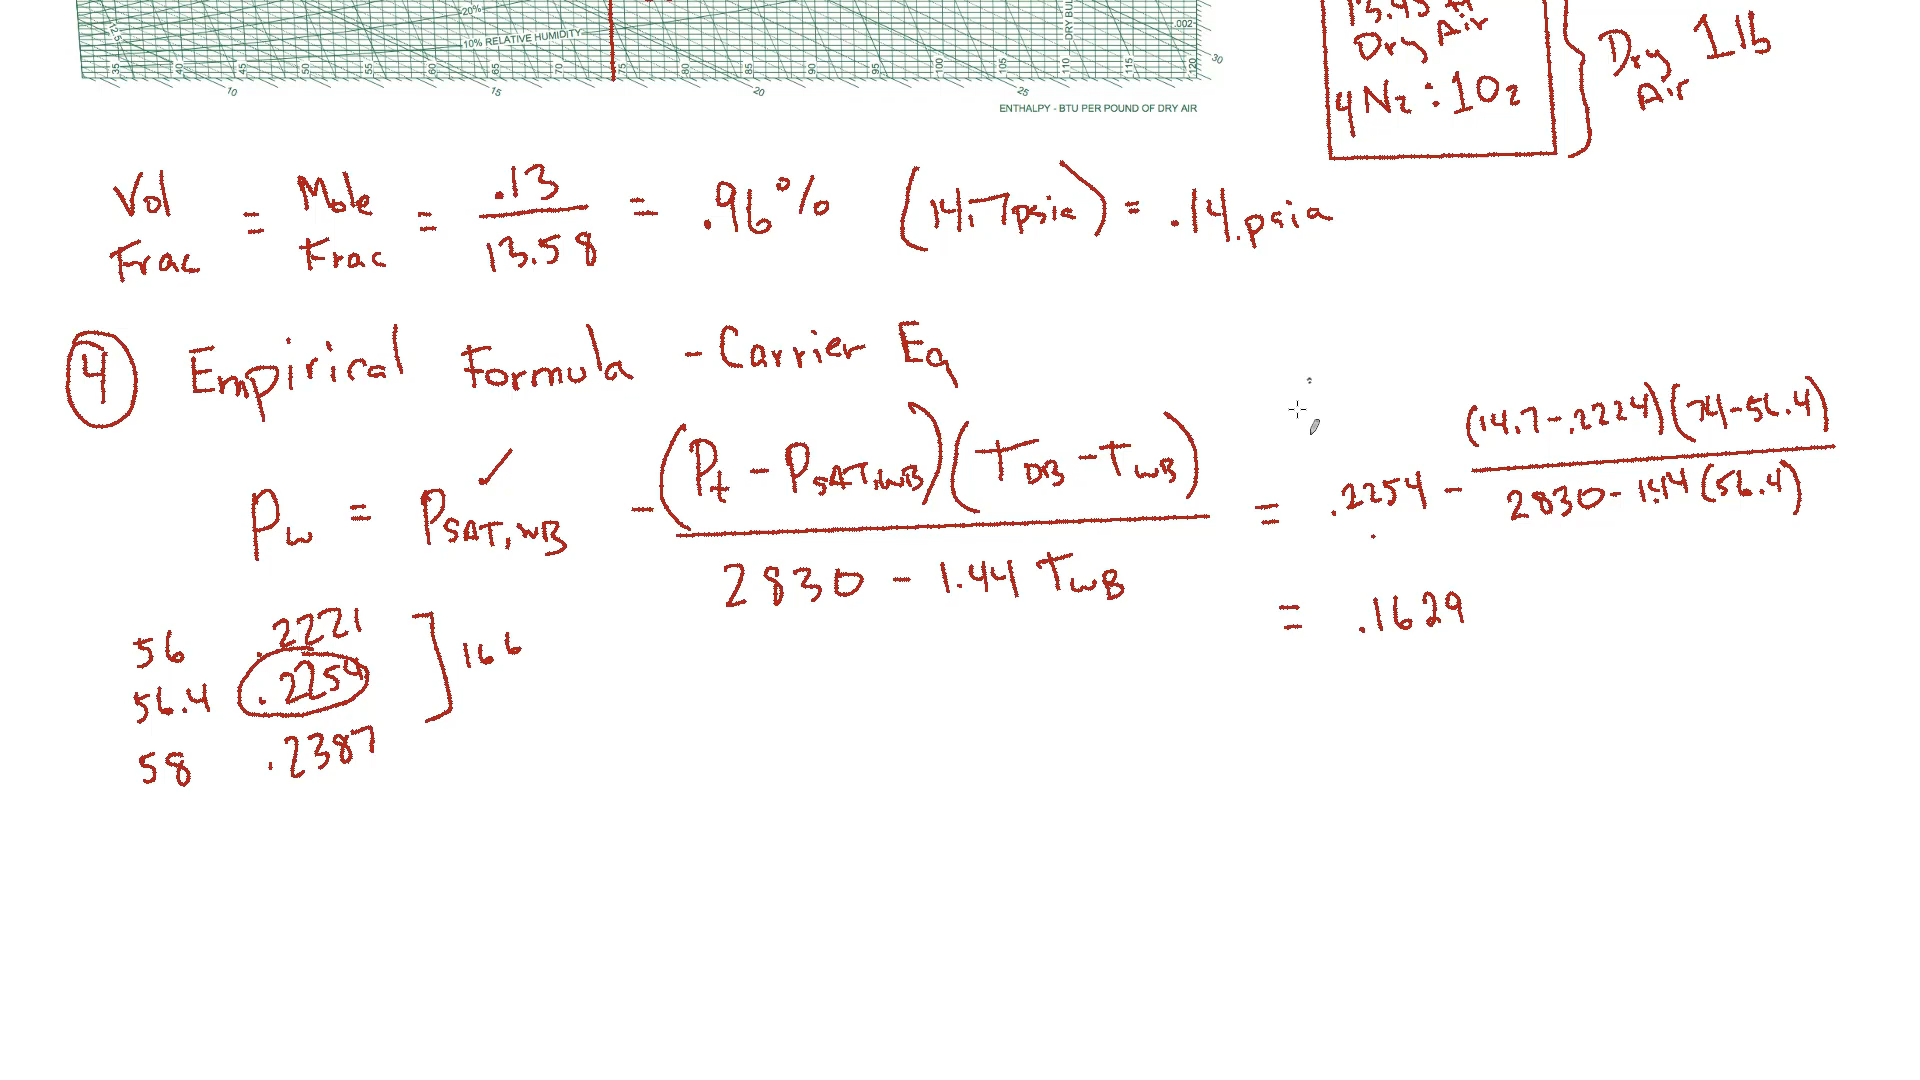 20%
10% RELATIVE HUMIDITY
DRY BUL
.002
35 40 45 50 55 60 65 75 80 85 90 95 100 105 110 115 120
30
10 15 20 25
ENTHALPY - BTU PER POUND OF DRY AIR
Dry Air
4N₂ : 1O₂
Dry Air 1 lb
Vol Frac = Mole Frac = .13 / 13.58 = .96% (14.7psia) = .14 psia
4 Empirical Formula - Carrier Eq
Pw = PSAT,WB - (Pt - PSAT,WB)(TDB - TWB) / 2830 - 1.44 TWB = .2254 - (14.7-.2224)(74-56.4) / 2830 - 1.44(56.4)
= .1629
56 .2221
56.4 .2254 ] 166
58 .2387